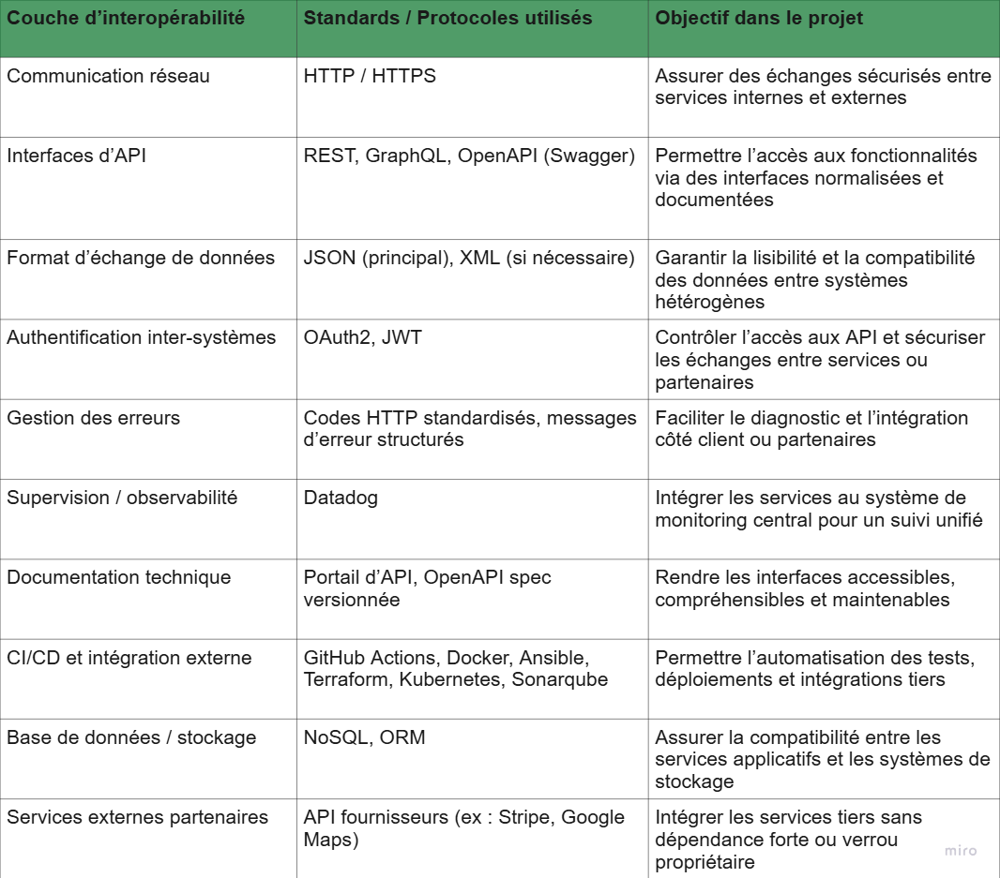 Couche d’interopérabilité
Standards / Protocoles utilisés
Objectif dans le projet
Communication réseau
HTTP / HTTPS
Assurer des échanges sécurisés entre
services internes et externes
Interfaces d’API
REST, GraphQL, OpenAPI (Swagger)
Permettre l’accès aux fonctionnalités
via des interfaces normalisées et
documentées
Format d’échange de données
JSON (principal), XML (si nécessaire)
Garantir la lisibilité et la compatibilité
des données entre systèmes
hétérogènes
Authentification inter-systèmes
OAuth2, JWT
Contrôler l’accès aux API et sécuriser
les échanges entre services ou
partenaires
Gestion des erreurs
Codes HTTP standardisés, messages
d’erreur structurés
Faciliter le diagnostic et l’intégration
côté client ou partenaires
Supervision / observabilité
Datadog
Intégrer les services au système de
monitoring central pour un suivi unifié
Documentation technique
Portail d’API, OpenAPI spec
versionnée
Rendre les interfaces accessibles,
compréhensibles et maintenables
CI/CD et intégration externe
GitHub Actions, Docker, Ansible,
Terraform, Kubernetes, Sonarqube
Permettre l’automatisation des tests,
déploiements et intégrations tiers
Base de données / stockage
NoSQL, ORM
Assurer la compatibilité entre les
services applicatifs et les systèmes de
stockage
Services externes partenaires
API fournisseurs (ex : Stripe, Google
Maps)
Intégrer les services tiers sans
dépendance forte ou verrou
propriétaire
miro